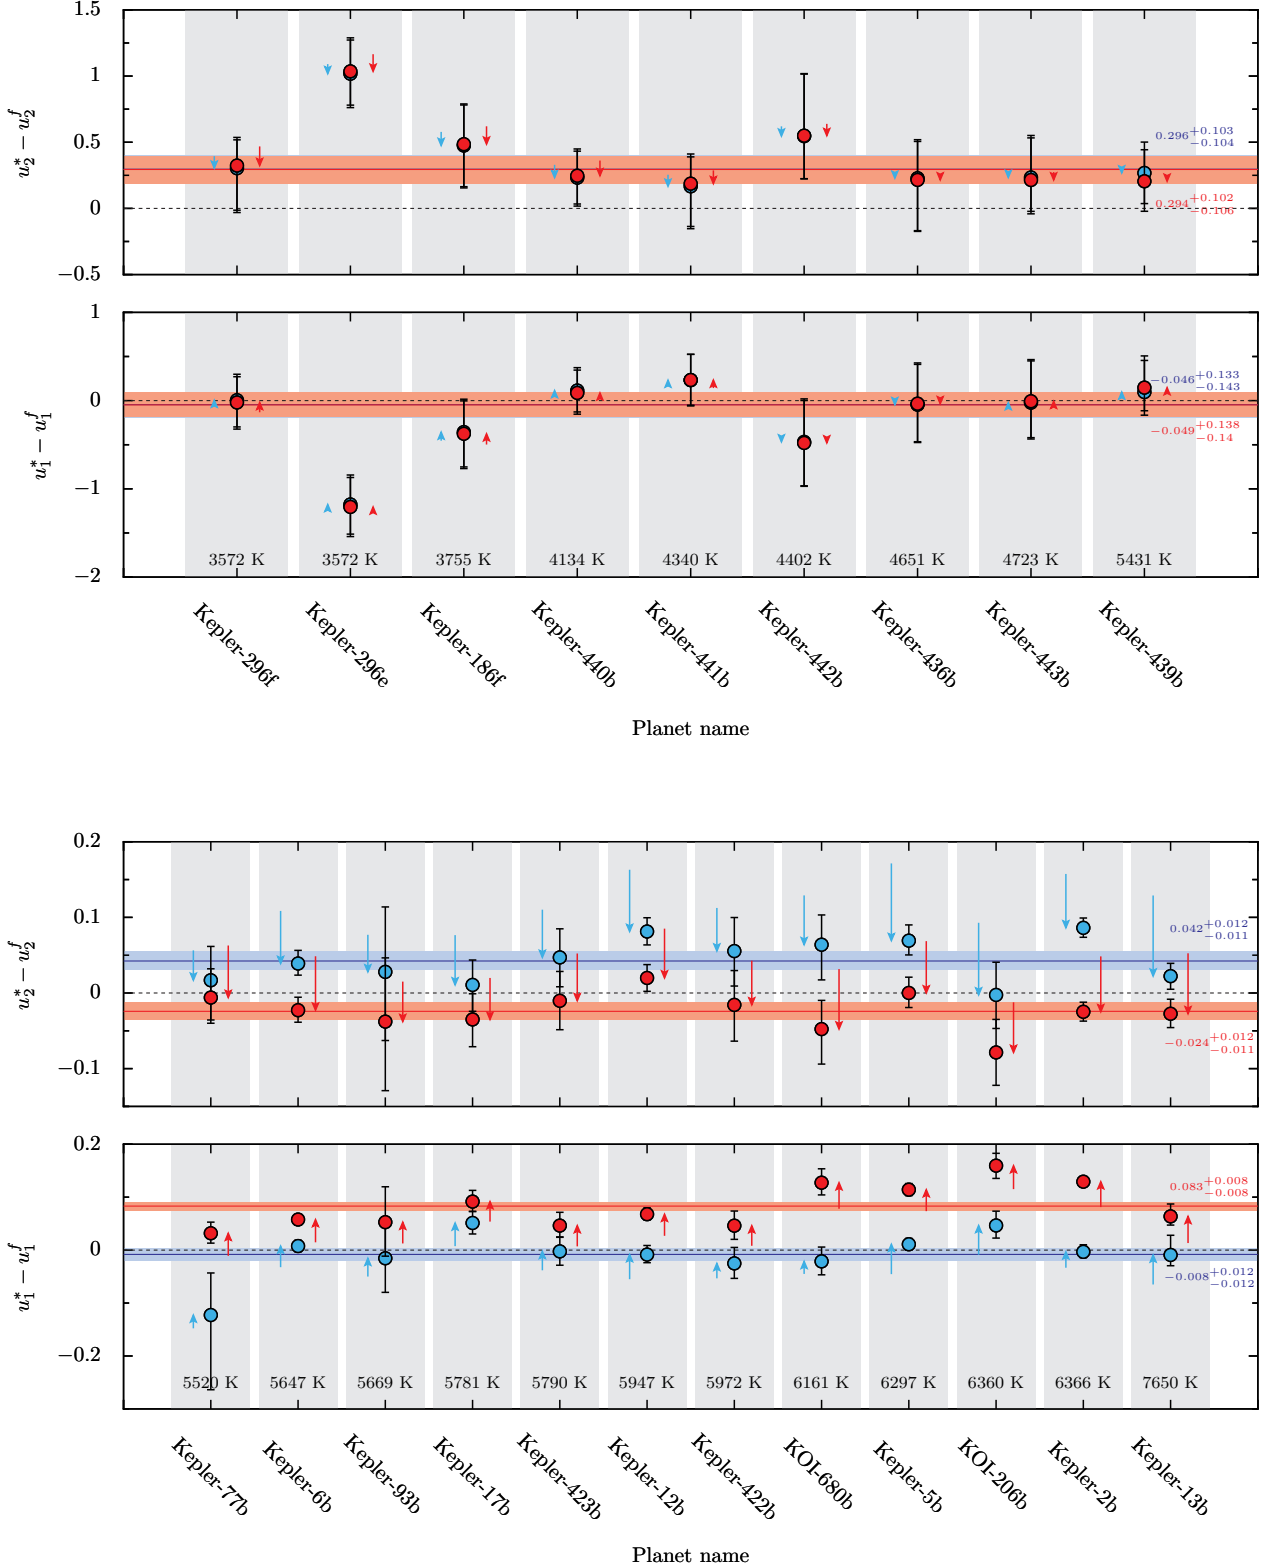 1.5
1
0.5
0
−0.5
u₂* − u₂ᶠ
0.296+0.103−0.104
0.294+0.102−0.106
1
0
−1
−2
u₁* − u₁ᶠ
−0.046+0.133−0.143
−0.049+0.138−0.14
3572 K 3572 K 3755 K 4134 K 4340 K 4402 K 4651 K 4723 K 5431 K
Kepler-296f Kepler-296e Kepler-186f Kepler-440b Kepler-441b Kepler-442b Kepler-436b Kepler-443b Kepler-439b
Planet name
0.2
0.1
0
−0.1
u₂* − u₂ᶠ
0.042+0.012−0.011
−0.024+0.012−0.011
0.2
0
−0.2
u₁* − u₁ᶠ
0.083+0.008−0.008
−0.008+0.012−0.012
5520 K 5647 K 5669 K 5781 K 5790 K 5947 K 5972 K 6161 K 6297 K 6360 K 6366 K 7650 K
Kepler-77b Kepler-6b Kepler-93b Kepler-17b Kepler-423b Kepler-12b Kepler-422b KOI-680b Kepler-5b KOI-206b Kepler-2b Kepler-13b
Planet name